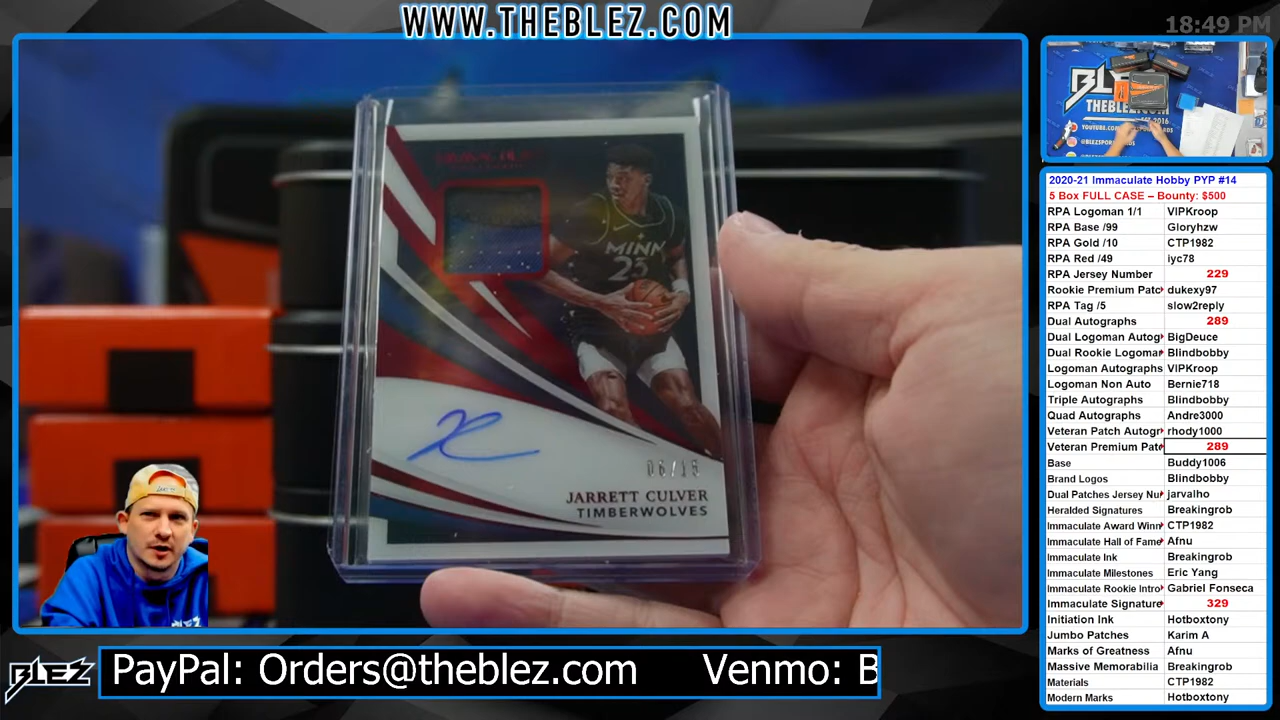 WWW.THEBLEZ.COM
18:49 PM
MINN
23
06/18
JARRETT CULVER
TIMBERWOLVES
BLEZ
THEBLEZ.COM
2020-21 Immaculate Hobby PYP #14
5 Box FULL CASE – Bounty: $500
RPA Logoman 1/1 VIPKroop
RPA Base /99 Gloryhzw
RPA Gold /10 CTP1982
RPA Red /49 iyc78
RPA Jersey Number 229
Rookie Premium Patc dukexy97
RPA Tag /5 slow2reply
Dual Autographs 289
Dual Logoman Autog BigDeuce
Dual Rookie Logoma Blindbobby
Logoman Autographs VIPKroop
Logoman Non Auto Bernie718
Triple Autographs Blindbobby
Quad Autographs Andre3000
Veteran Patch Autogr rhody1000
Veteran Premium Pat 289
Base Buddy1006
Brand Logos Blindbobby
Dual Patches Jersey Nu jarvalho
Heralded Signatures Breakingrob
Immaculate Award Winn CTP1982
Immaculate Hall of Fame Afnu
Immaculate Ink Breakingrob
Immaculate Milestones Eric Yang
Immaculate Rookie Intro Gabriel Fonseca
Immaculate Signature 329
Initiation Ink Hotboxtony
Jumbo Patches Karim A
Marks of Greatness Afnu
Massive Memorabilia Breakingrob
Materials CTP1982
Modern Marks Hotboxtony
BLEZ
PayPal: Orders@theblez.com Venmo: B